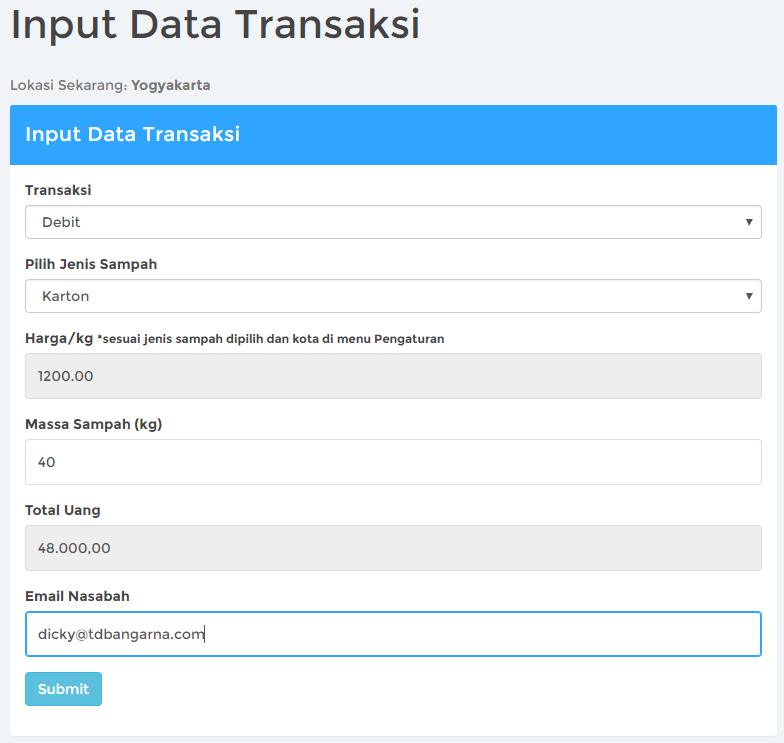 Input Data Transaksi
Lokasi Sekarang: Yogyakarta
Input Data Transaksi
Transaksi
Debit
Pilih Jenis Sampah
Karton
Harga/kg *sesuai jenis sampah dipilih dan kota di menu Pengaturan
1200.00
Massa Sampah (kg)
40
Total Uang
48.000,00
Email Nasabah
dicky@tdbangarna.com
Submit